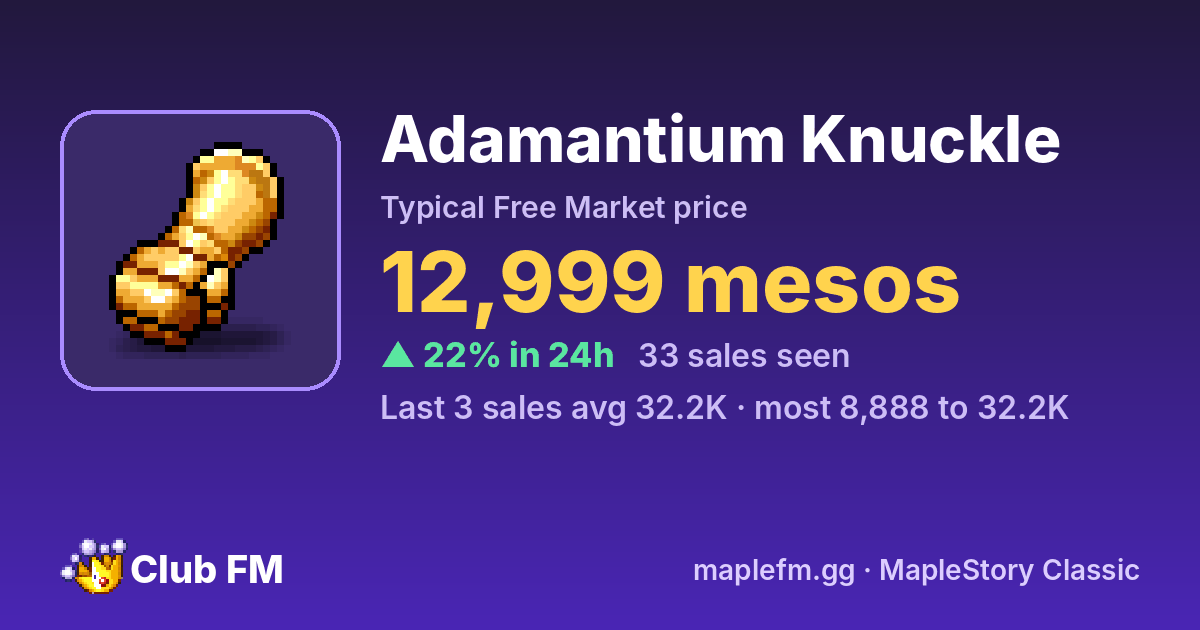 Adamantium Knuckle
Typical Free Market price
12,999 mesos
▲ 22% in 24h 33 sales seen
Last 3 sales avg 32.2K · most 8,888 to 32.2K
Club FM
maplefm.gg · MapleStory Classic